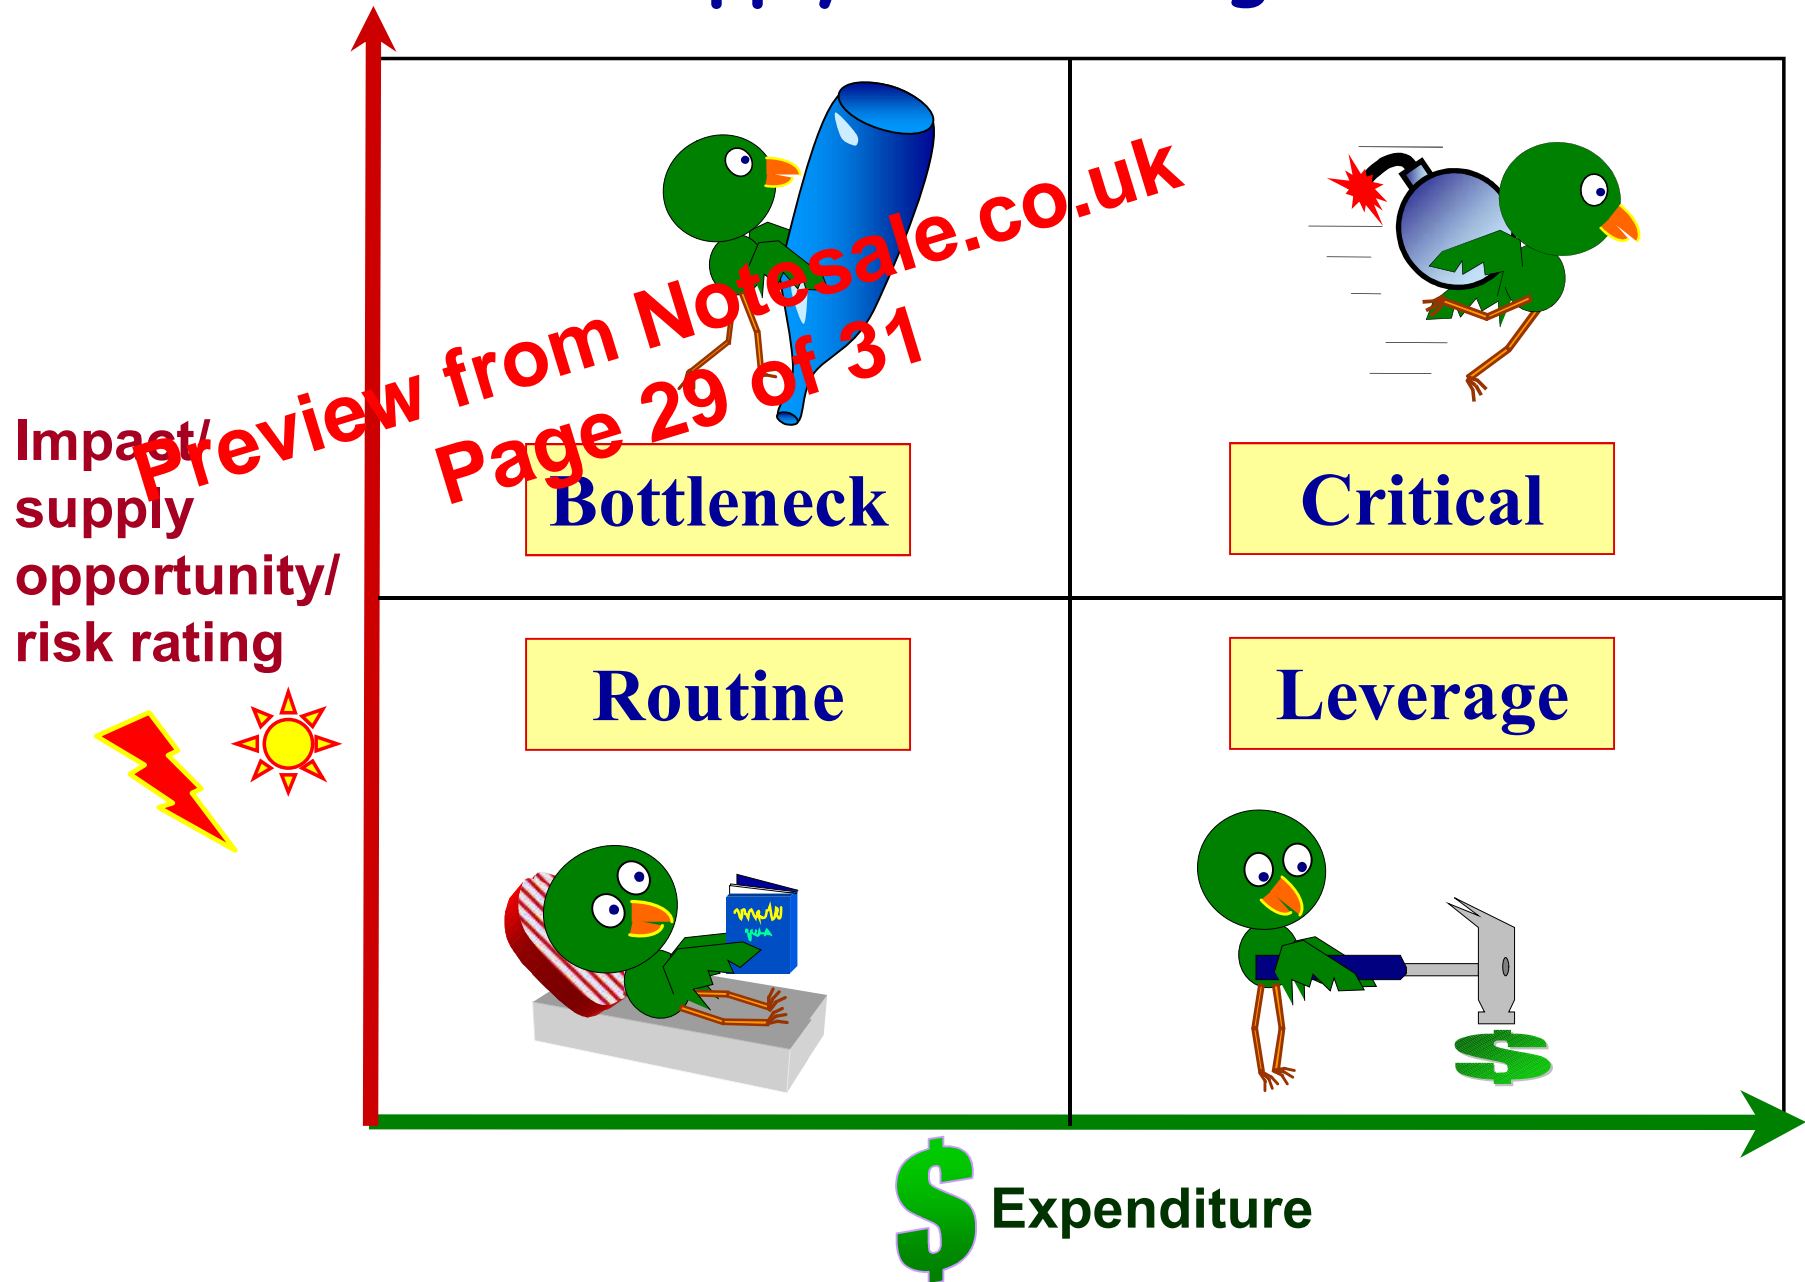 Preview from Notesale.co.uk
Page 29 of 31
Impact/
supply
opportunity/
risk rating
Bottleneck
Critical
Routine
Leverage
$
$ Expenditure